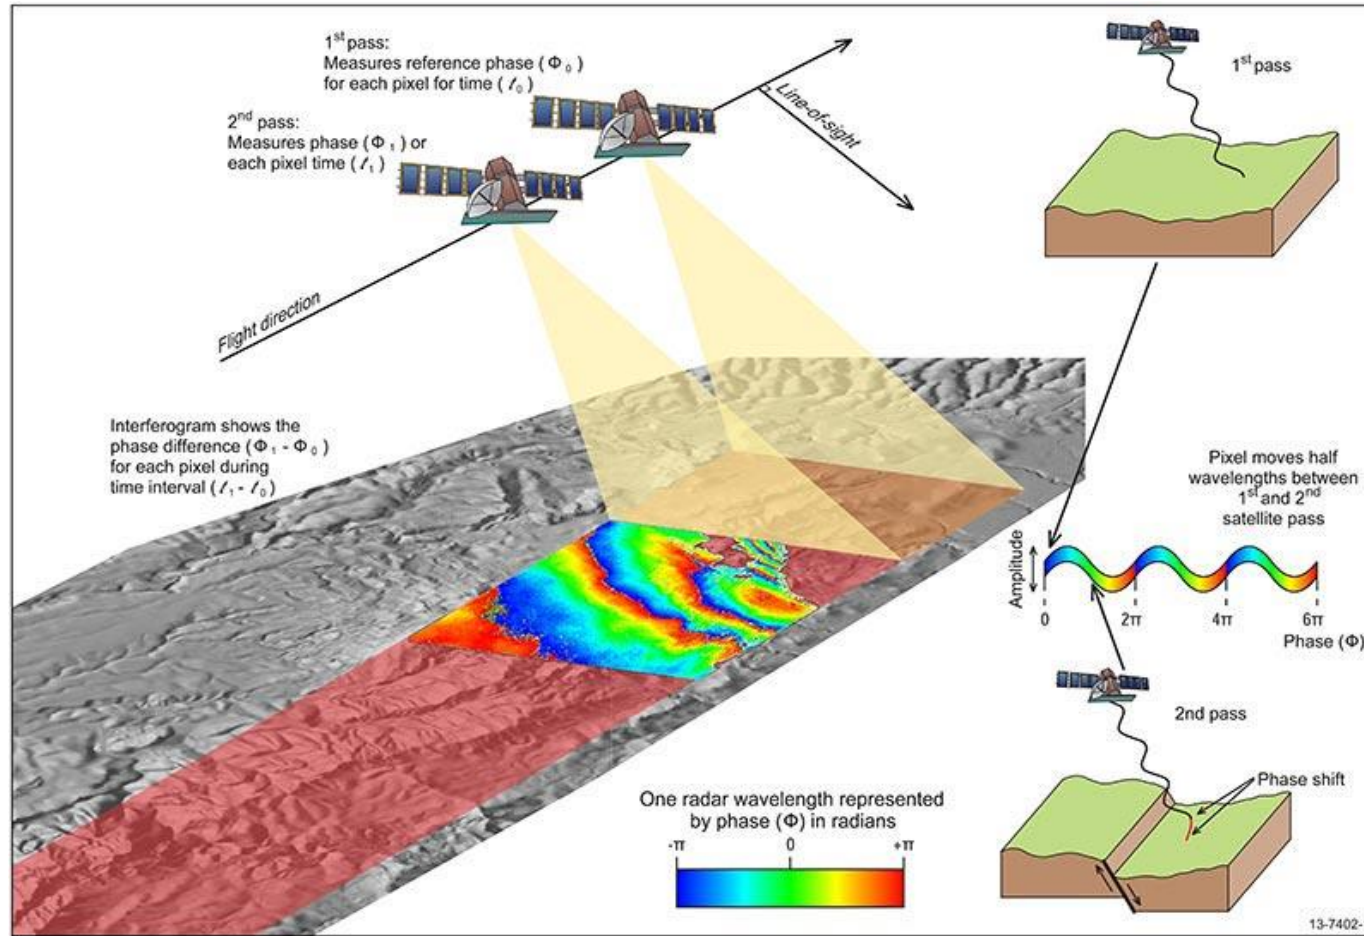 1st pass:
Measures reference phase (Φ₀)
for each pixel for time (t₀)
2nd pass:
Measures phase (Φ₁) or
each pixel time (t₁)
Line-of-sight
Flight direction
1st pass
Interferogram shows the
phase difference (Φ₁ - Φ₀)
for each pixel during
time interval (t₁ - t₀)
Pixel moves half
wavelengths between
1st and 2nd
satellite pass
Amplitude
0 2π 4π 6π
Phase (Φ)
2nd pass
Phase shift
One radar wavelength represented
by phase (Φ) in radians
-π 0 +π
13-7402-